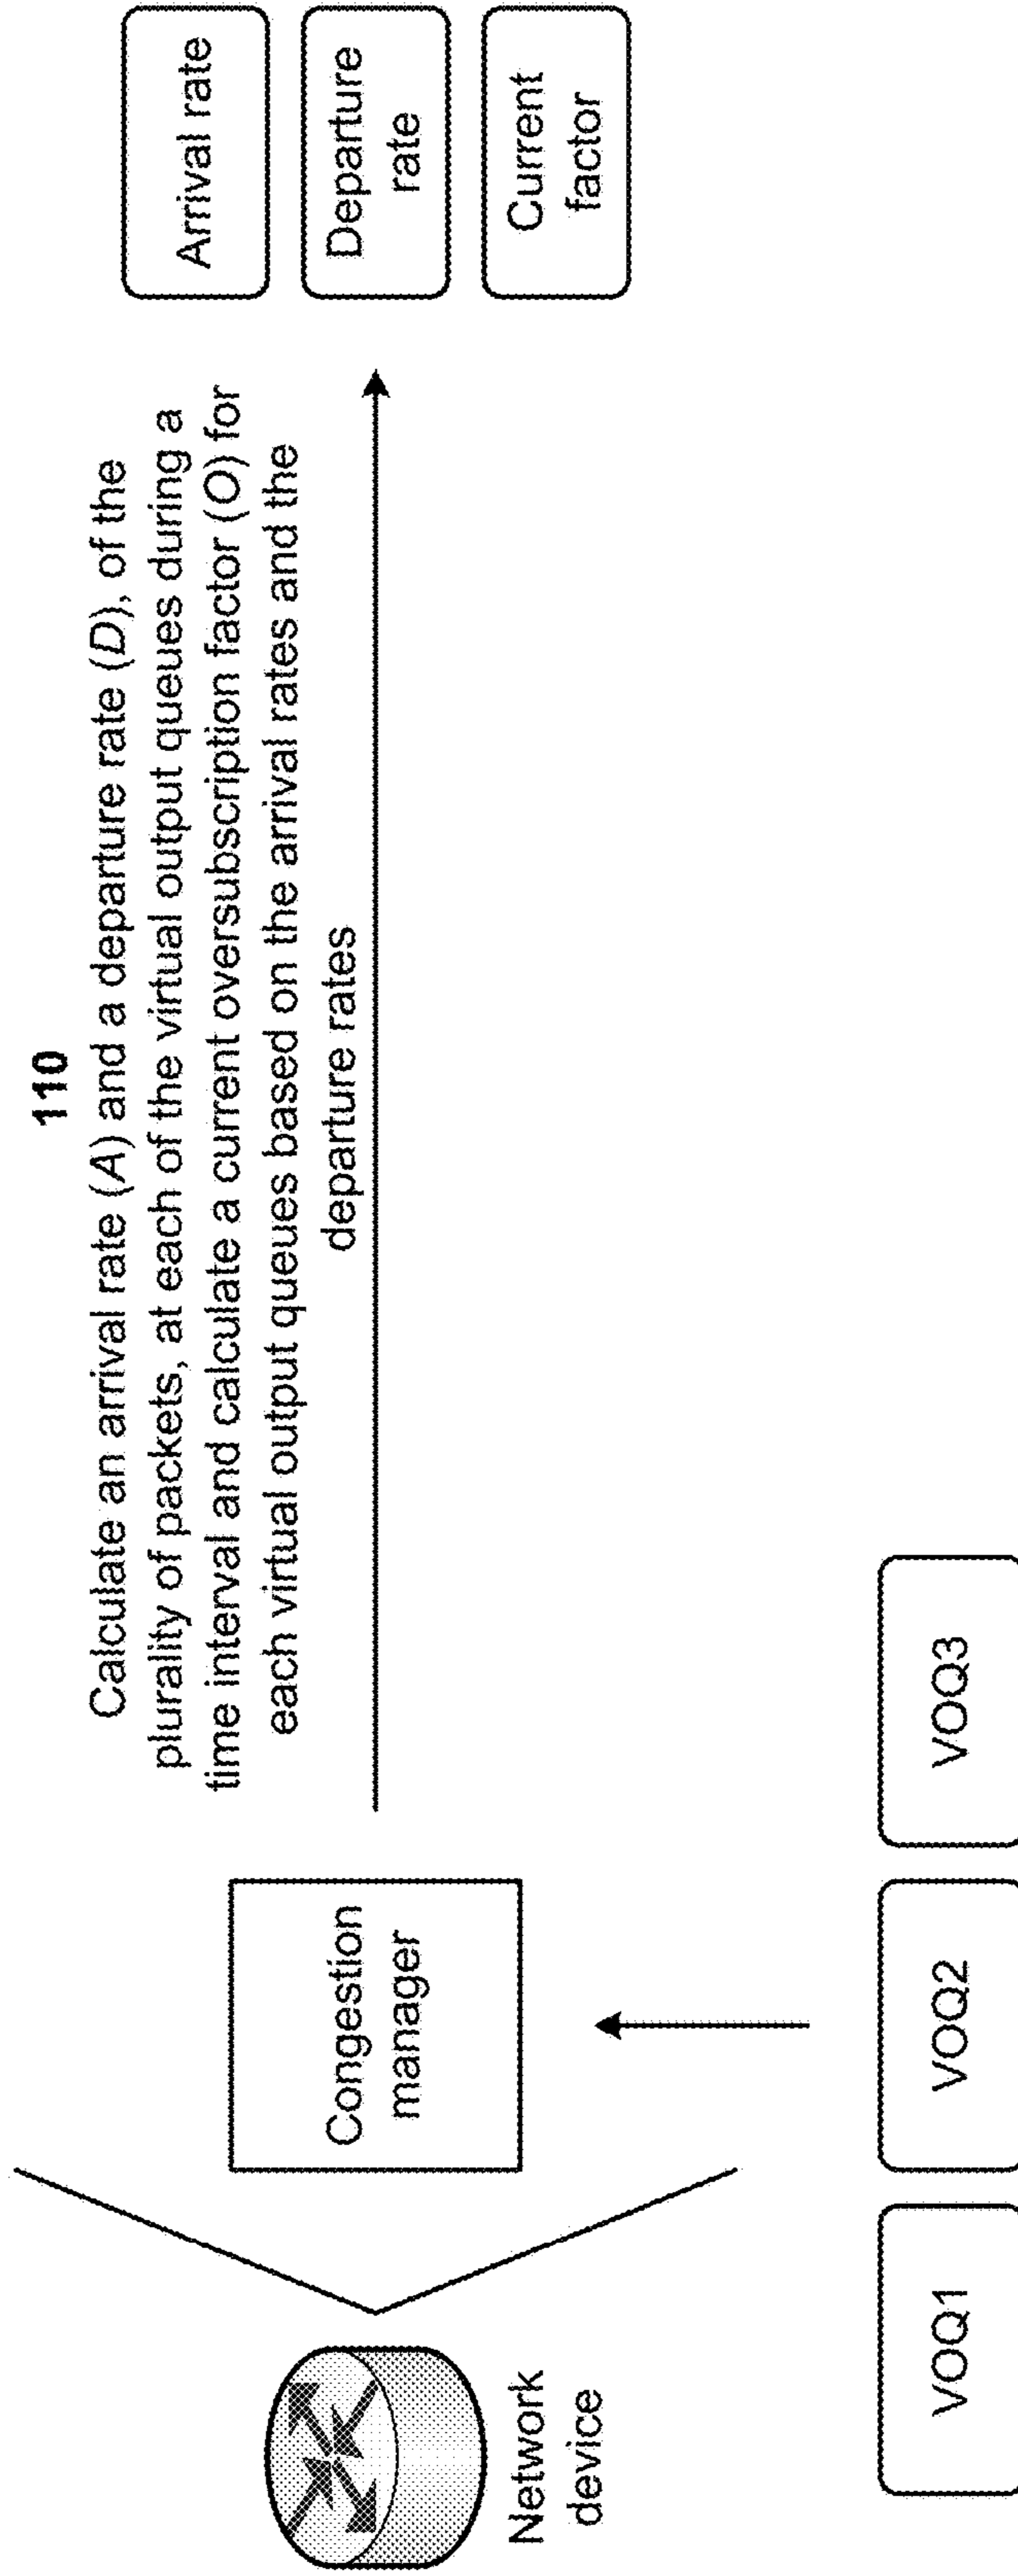 110
Calculate an arrival rate (A) and a departure rate (D), of the
plurality of packets, at each of the virtual output queues during a
time interval and calculate a current oversubscription factor (O) for
each virtual output queues based on the arrival rates and the
departure rates
Arrival rate
Departure
rate
Current
factor
Congestion
manager
Network
device
VOQ1
VOQ2
VOQ3